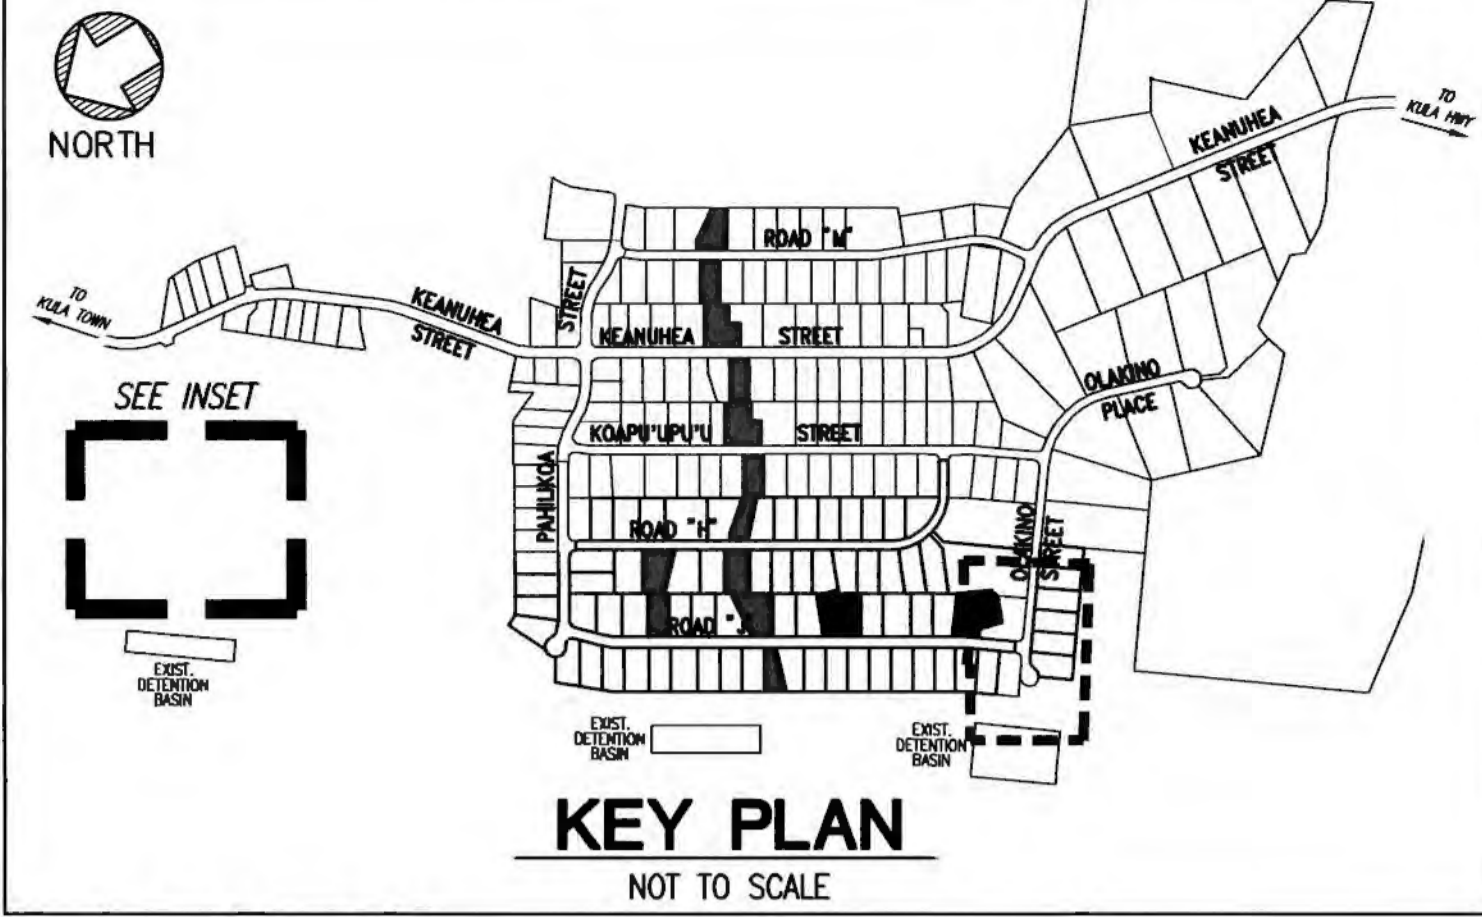 NORTH
TO
KULA HWY
KEANUHEA
STREET
ROAD "M"
TO
KULA TOWN
KEANUHEA
STREET
STREET
KEANUHEA STREET
OLAKINO
PLACE
SEE INSET
KOAPU'UPU'U STREET
PAHILIKOA
ROAD "H"
OLAKINO
STREET
ROAD "J"
EXIST.
DETENTION
BASIN
EXIST.
DETENTION
BASIN
EXIST.
DETENTION
BASIN
KEY PLAN
NOT TO SCALE